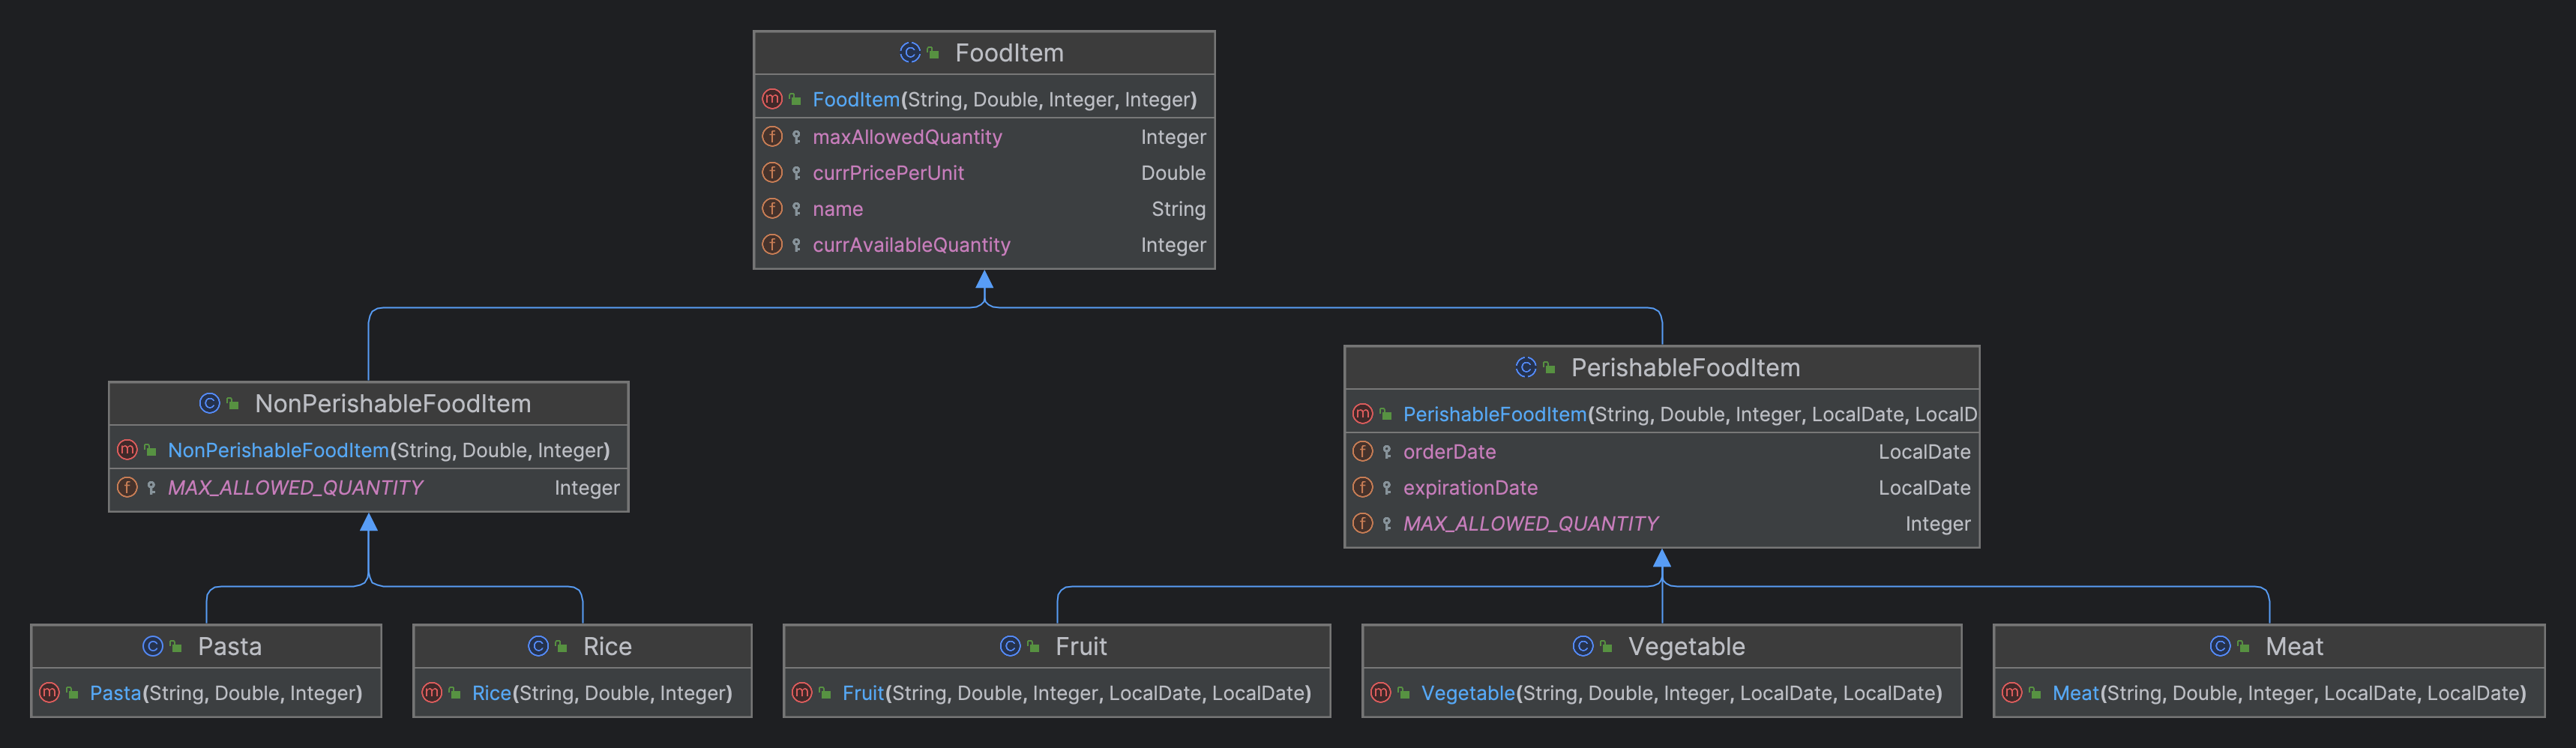 FoodItem
FoodItem(String, Double, Integer, Integer)
maxAllowedQuantity Integer
currPricePerUnit Double
name String
currAvailableQuantity Integer
NonPerishableFoodItem
NonPerishableFoodItem(String, Double, Integer)
MAX_ALLOWED_QUANTITY Integer
PerishableFoodItem
PerishableFoodItem(String, Double, Integer, LocalDate, LocalD
orderDate LocalDate
expirationDate LocalDate
MAX_ALLOWED_QUANTITY Integer
Pasta
Pasta(String, Double, Integer)
Rice
Rice(String, Double, Integer)
Fruit
Fruit(String, Double, Integer, LocalDate, LocalDate)
Vegetable
Vegetable(String, Double, Integer, LocalDate, LocalDate)
Meat
Meat(String, Double, Integer, LocalDate, LocalDate)